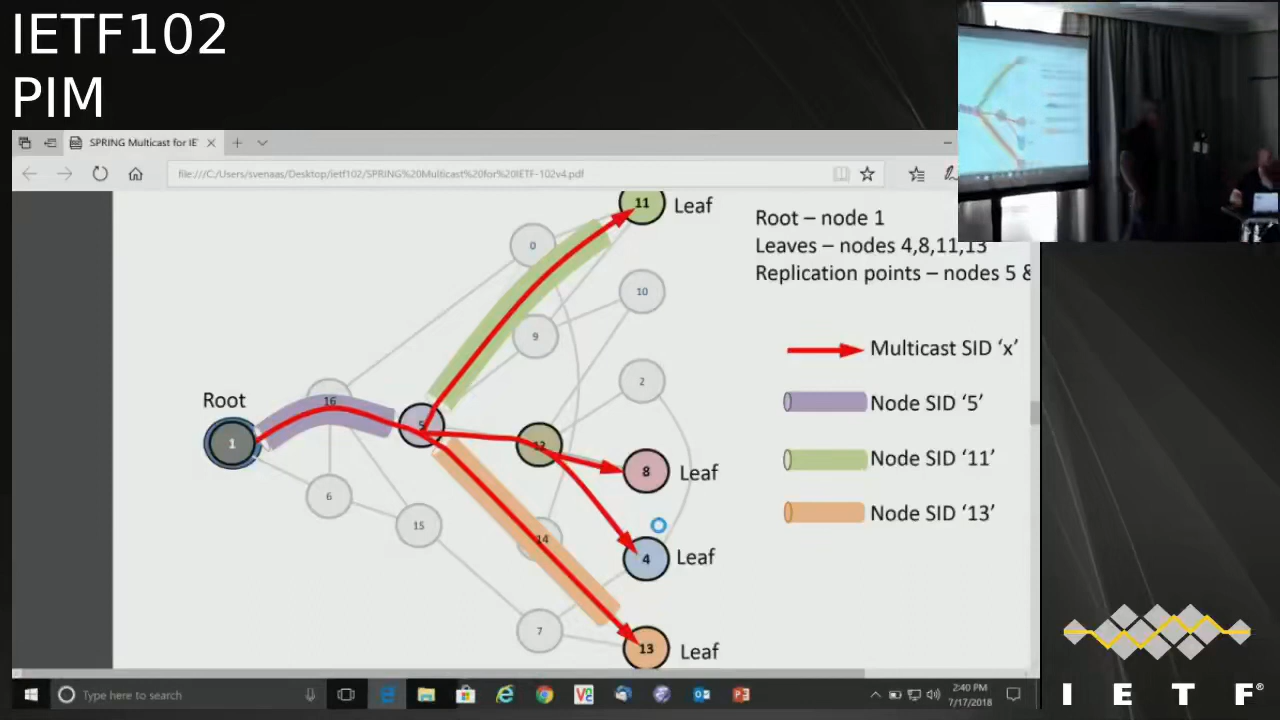 IETF102
PIM
SPRING Multicast for IE
file:///C:/Users/svenaas/Desktop/ietf102/SPRING%20Multicast%20for%20IETF-102v4.pdf
11
Leaf
Root – node 1
Leaves – nodes 4,8,11,13
Replication points – nodes 5 &
0
10
9
Multicast SID 'x'
2
Root
16
Node SID '5'
5
1
12
8
Leaf
Node SID '11'
6
15
Node SID '13'
14
4
Leaf
7
13
Leaf
Type here to search
2:40 PM
7/17/2018
I E T F®